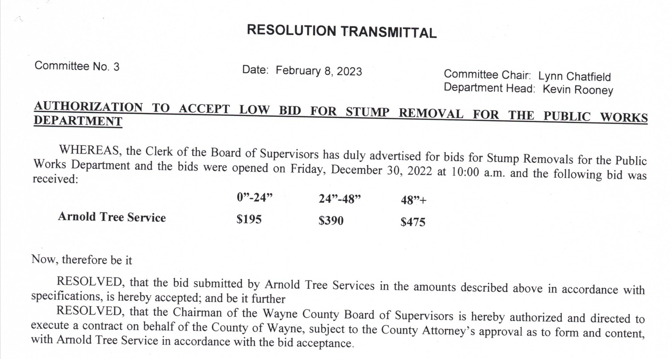 RESOLUTION TRANSMITTAL
Committee No. 3 Date: February 8, 2023 Committee Chair: Lynn Chatfield
Department Head: Kevin Rooney
AUTHORIZATION TO ACCEPT LOW BID FOR STUMP REMOVAL FOR THE PUBLIC WORKS
DEPARTMENT
WHEREAS, the Clerk of the Board of Supervisors has duly advertised for bids for Stump Removals for the Public
Works Department and the bids were opened on Friday, December 30, 2022 at 10:00 a.m. and the following bid was
received:
0"-24" 24"-48" 48"+
Arnold Tree Service $195 $390 $475
Now, therefore be it
RESOLVED, that the bid submitted by Arnold Tree Services in the amounts described above in accordance with
specifications, is hereby accepted; and be it further
RESOLVED, that the Chairman of the Wayne County Board of Supervisors is hereby authorized and directed to
execute a contract on behalf of the County of Wayne, subject to the County Attorney's approval as to form and content,
with Arnold Tree Service in accordance with the bid acceptance.